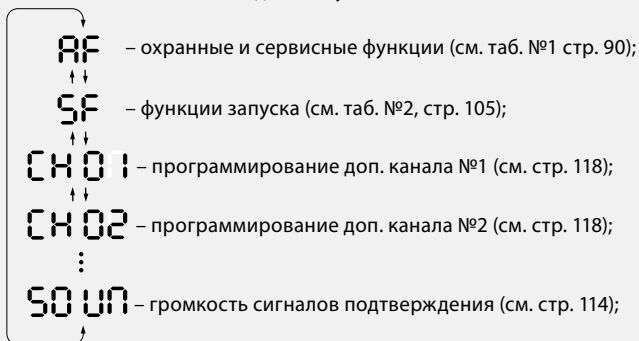 AF – охранные и сервисные функции (см. таб. №1 стр. 90);
SF – функции запуска (см. таб. №2, стр. 105);
CH01 – программирование доп. канала №1 (см. стр. 118);
CH02 – программирование доп. канала №2 (см. стр. 118);
SOUN – громкость сигналов подтверждения (см. стр. 114);